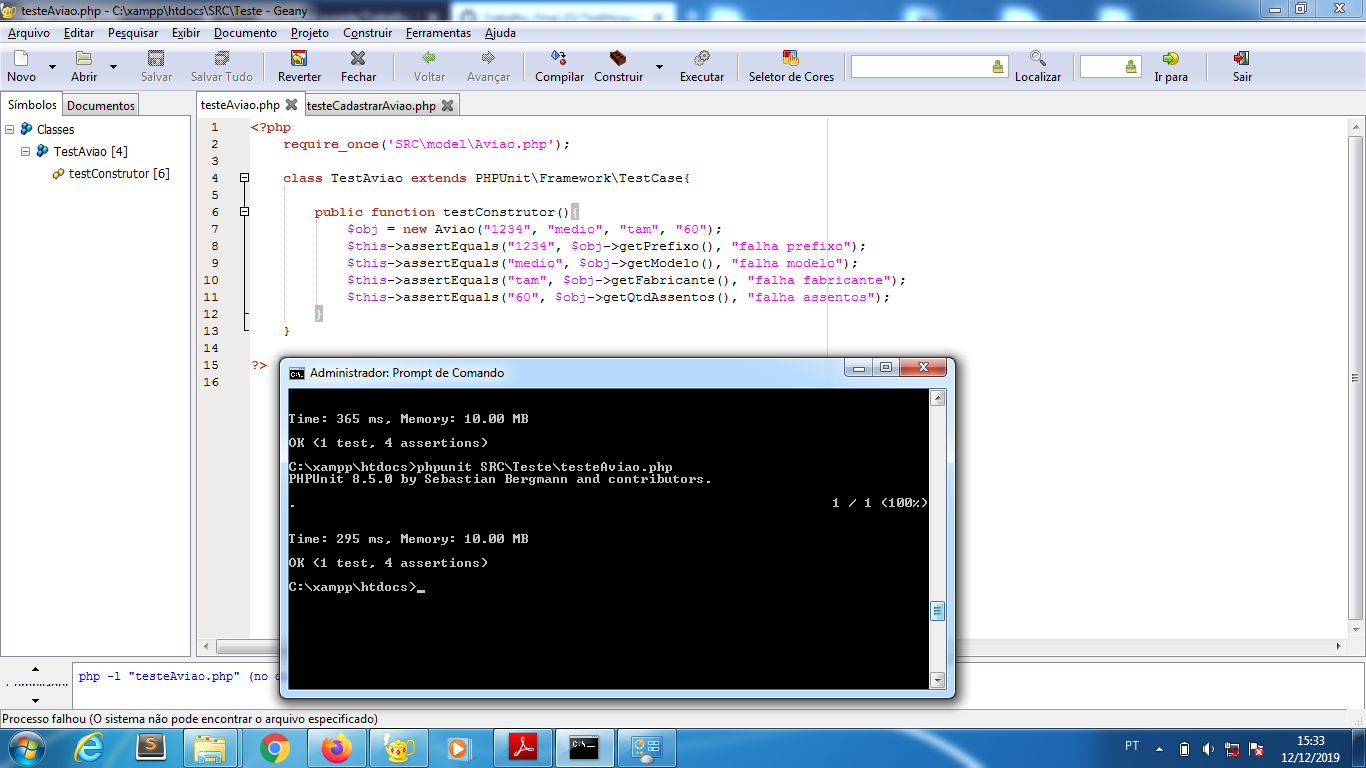 testeAviao.php - C:\xampp\htdocs\SRC\Teste - Geany
Arquivo Editar Pesquisar Exibir Documento Projeto Construir Ferramentas Ajuda
Novo Abrir Salvar Salvar Tudo Reverter Fechar Voltar Avançar Compilar Construir Executar Seletor de Cores Localizar Ir para Sair
Símbolos Documentos testeAviao.php testeCadastrarAviao.php
Classes
TestAviao [4]
testConstrutor [6]
1 <?php
2 require_once('SRC\model\Aviao.php');
3
4 class TestAviao extends PHPUnit\Framework\TestCase{
5
6 public function testConstrutor(){
7 $obj = new Aviao("1234", "medio", "tam", "60");
8 $this->assertEquals("1234", $obj->getPrefixo(), "falha prefixo");
9 $this->assertEquals("medio", $obj->getModelo(), "falha modelo");
10 $this->assertEquals("tam", $obj->getFabricante(), "falha fabricante");
11 $this->assertEquals("60", $obj->getQtdAssentos(), "falha assentos");
12 }
13 }
14
15 ?>
16
Administrador: Prompt de Comando
C:\.
Time: 365 ms, Memory: 10.00 MB
OK (1 test, 4 assertions)
C:\xampp\htdocs>phpunit SRC\Teste\testeAviao.php
PHPUnit 8.5.0 by Sebastian Bergmann and contributors.
. 1 / 1 (100%)
Time: 295 ms, Memory: 10.00 MB
OK (1 test, 4 assertions)
C:\xampp\htdocs>_
php -l "testeAviao.php" (no
Processo falhou (O sistema não pode encontrar o arquivo especificado)
PT 15:33
12/12/2019